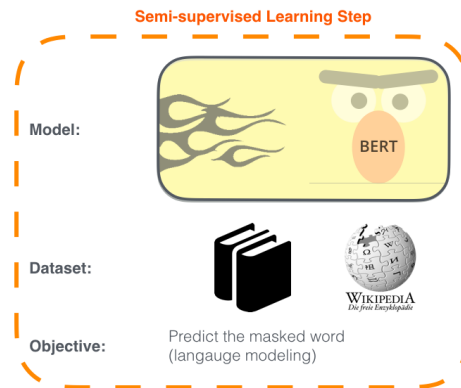 Semi-supervised Learning Step
Model:
BERT
Dataset:
WIKIPEDIA
Die freie Enzyklopädie
Objective:
Predict the masked word
(langauge modeling)